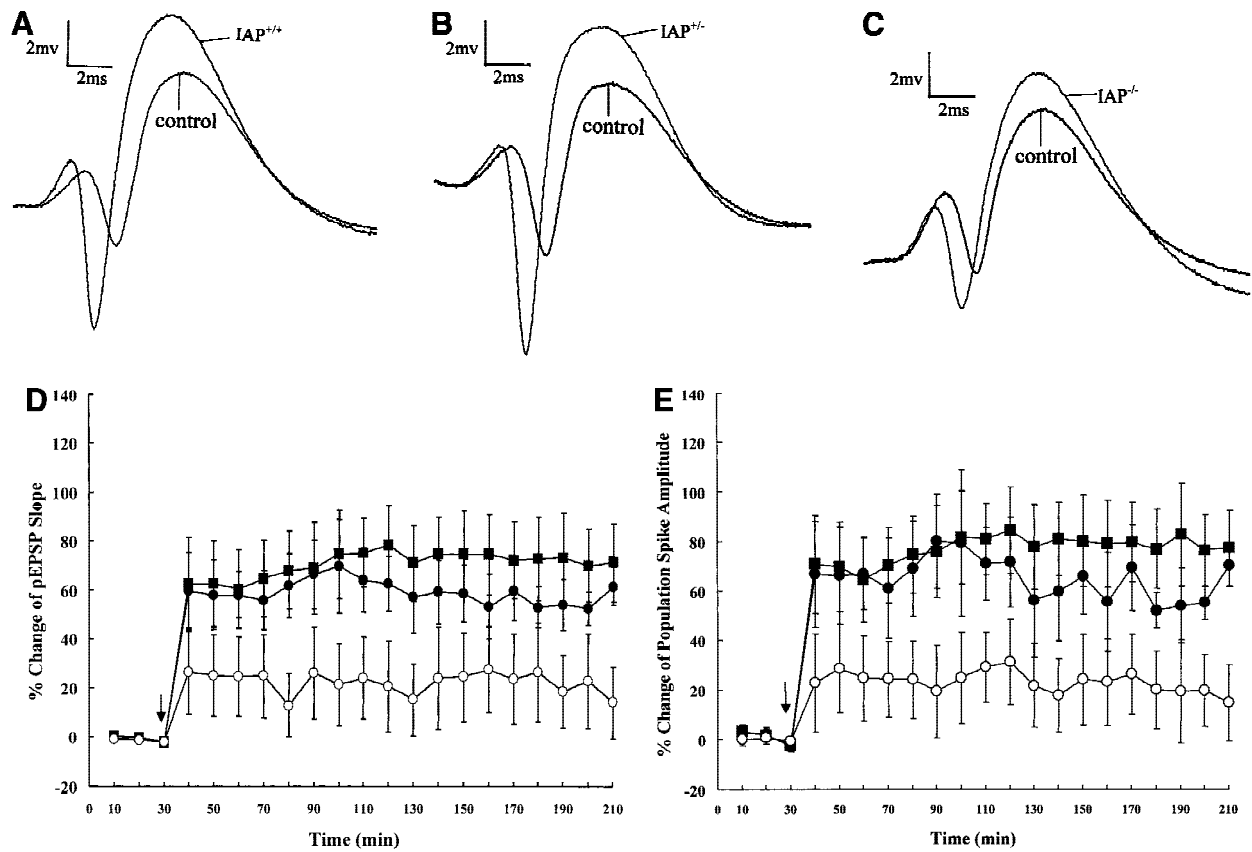 A
2mv
2ms
IAP+/+
control
B
2mv
2ms
IAP+/-
control
C
2mv
2ms
IAP-/-
control
D
% Change of pEPSP Slope
140
120
100
80
60
40
20
0
-20
0 10 30 50 70 90 110 130 150 170 190 210
Time (min)
E
% Change of Population Spike Amplitude
140
120
100
80
60
40
20
0
-20
0 10 30 50 70 90 110 130 150 170 190 210
Time (min)